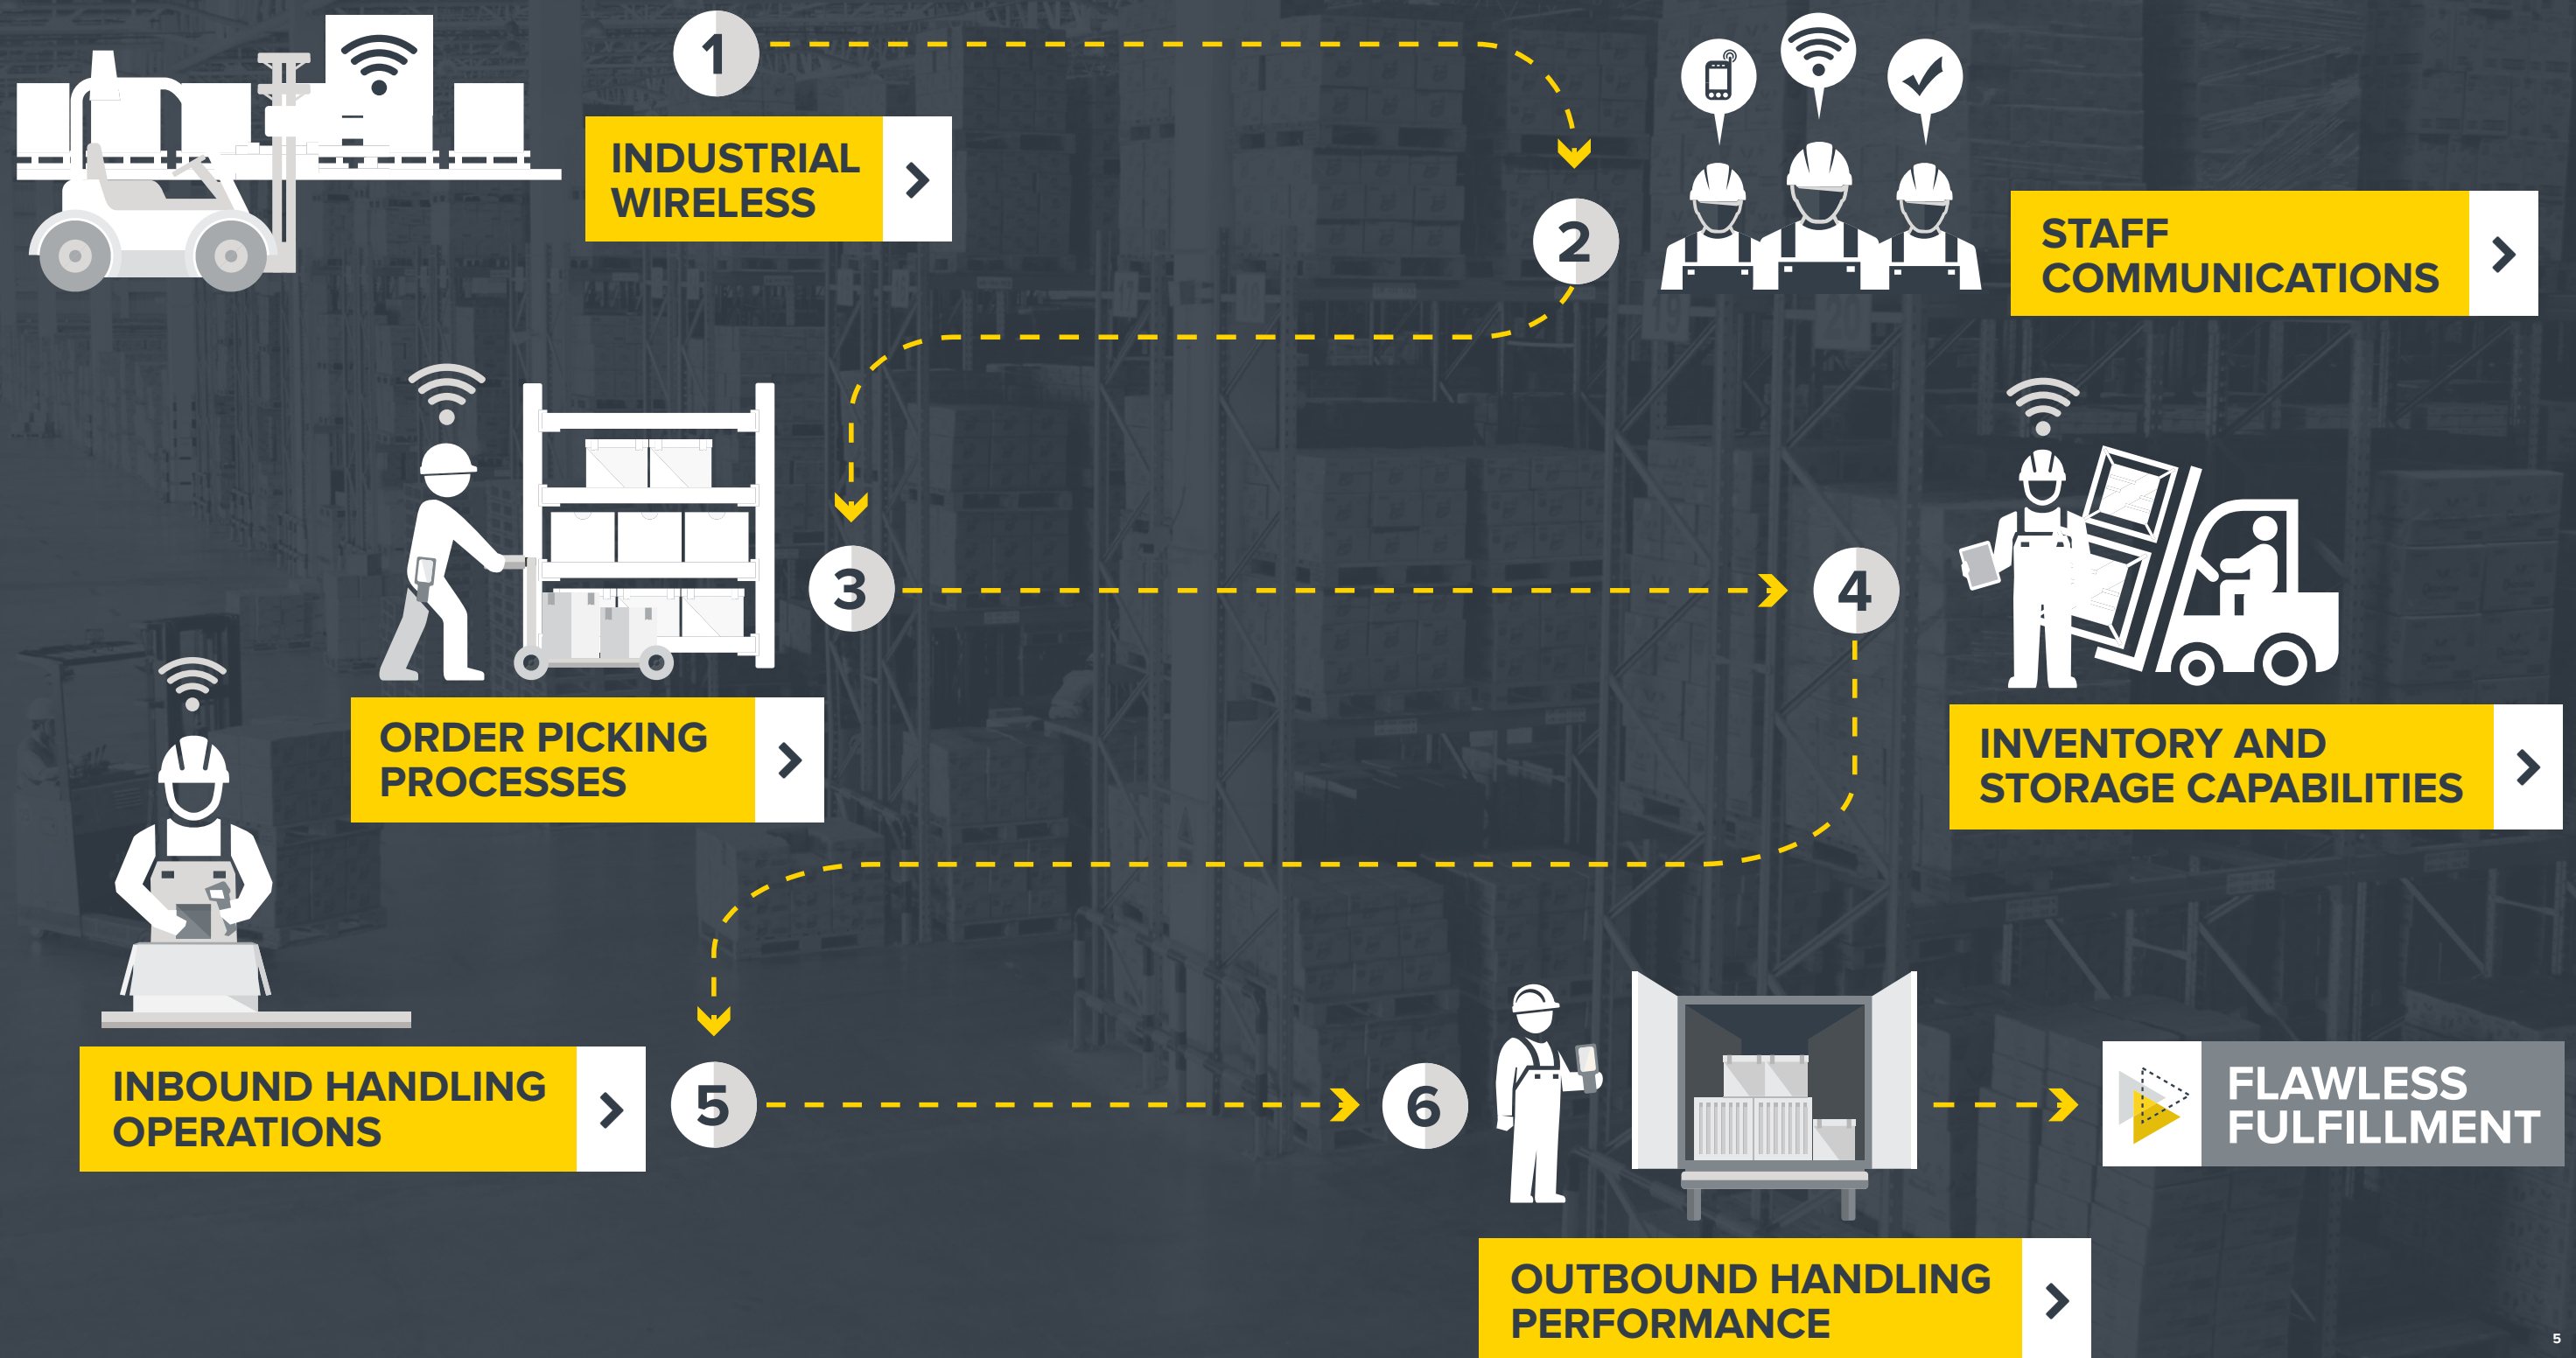 1
INDUSTRIAL
WIRELESS
2
STAFF
COMMUNICATIONS
3
ORDER PICKING
PROCESSES
4
INVENTORY AND
STORAGE CAPABILITIES
5
INBOUND HANDLING
OPERATIONS
6
OUTBOUND HANDLING
PERFORMANCE
FLAWLESS
FULFILLMENT
5